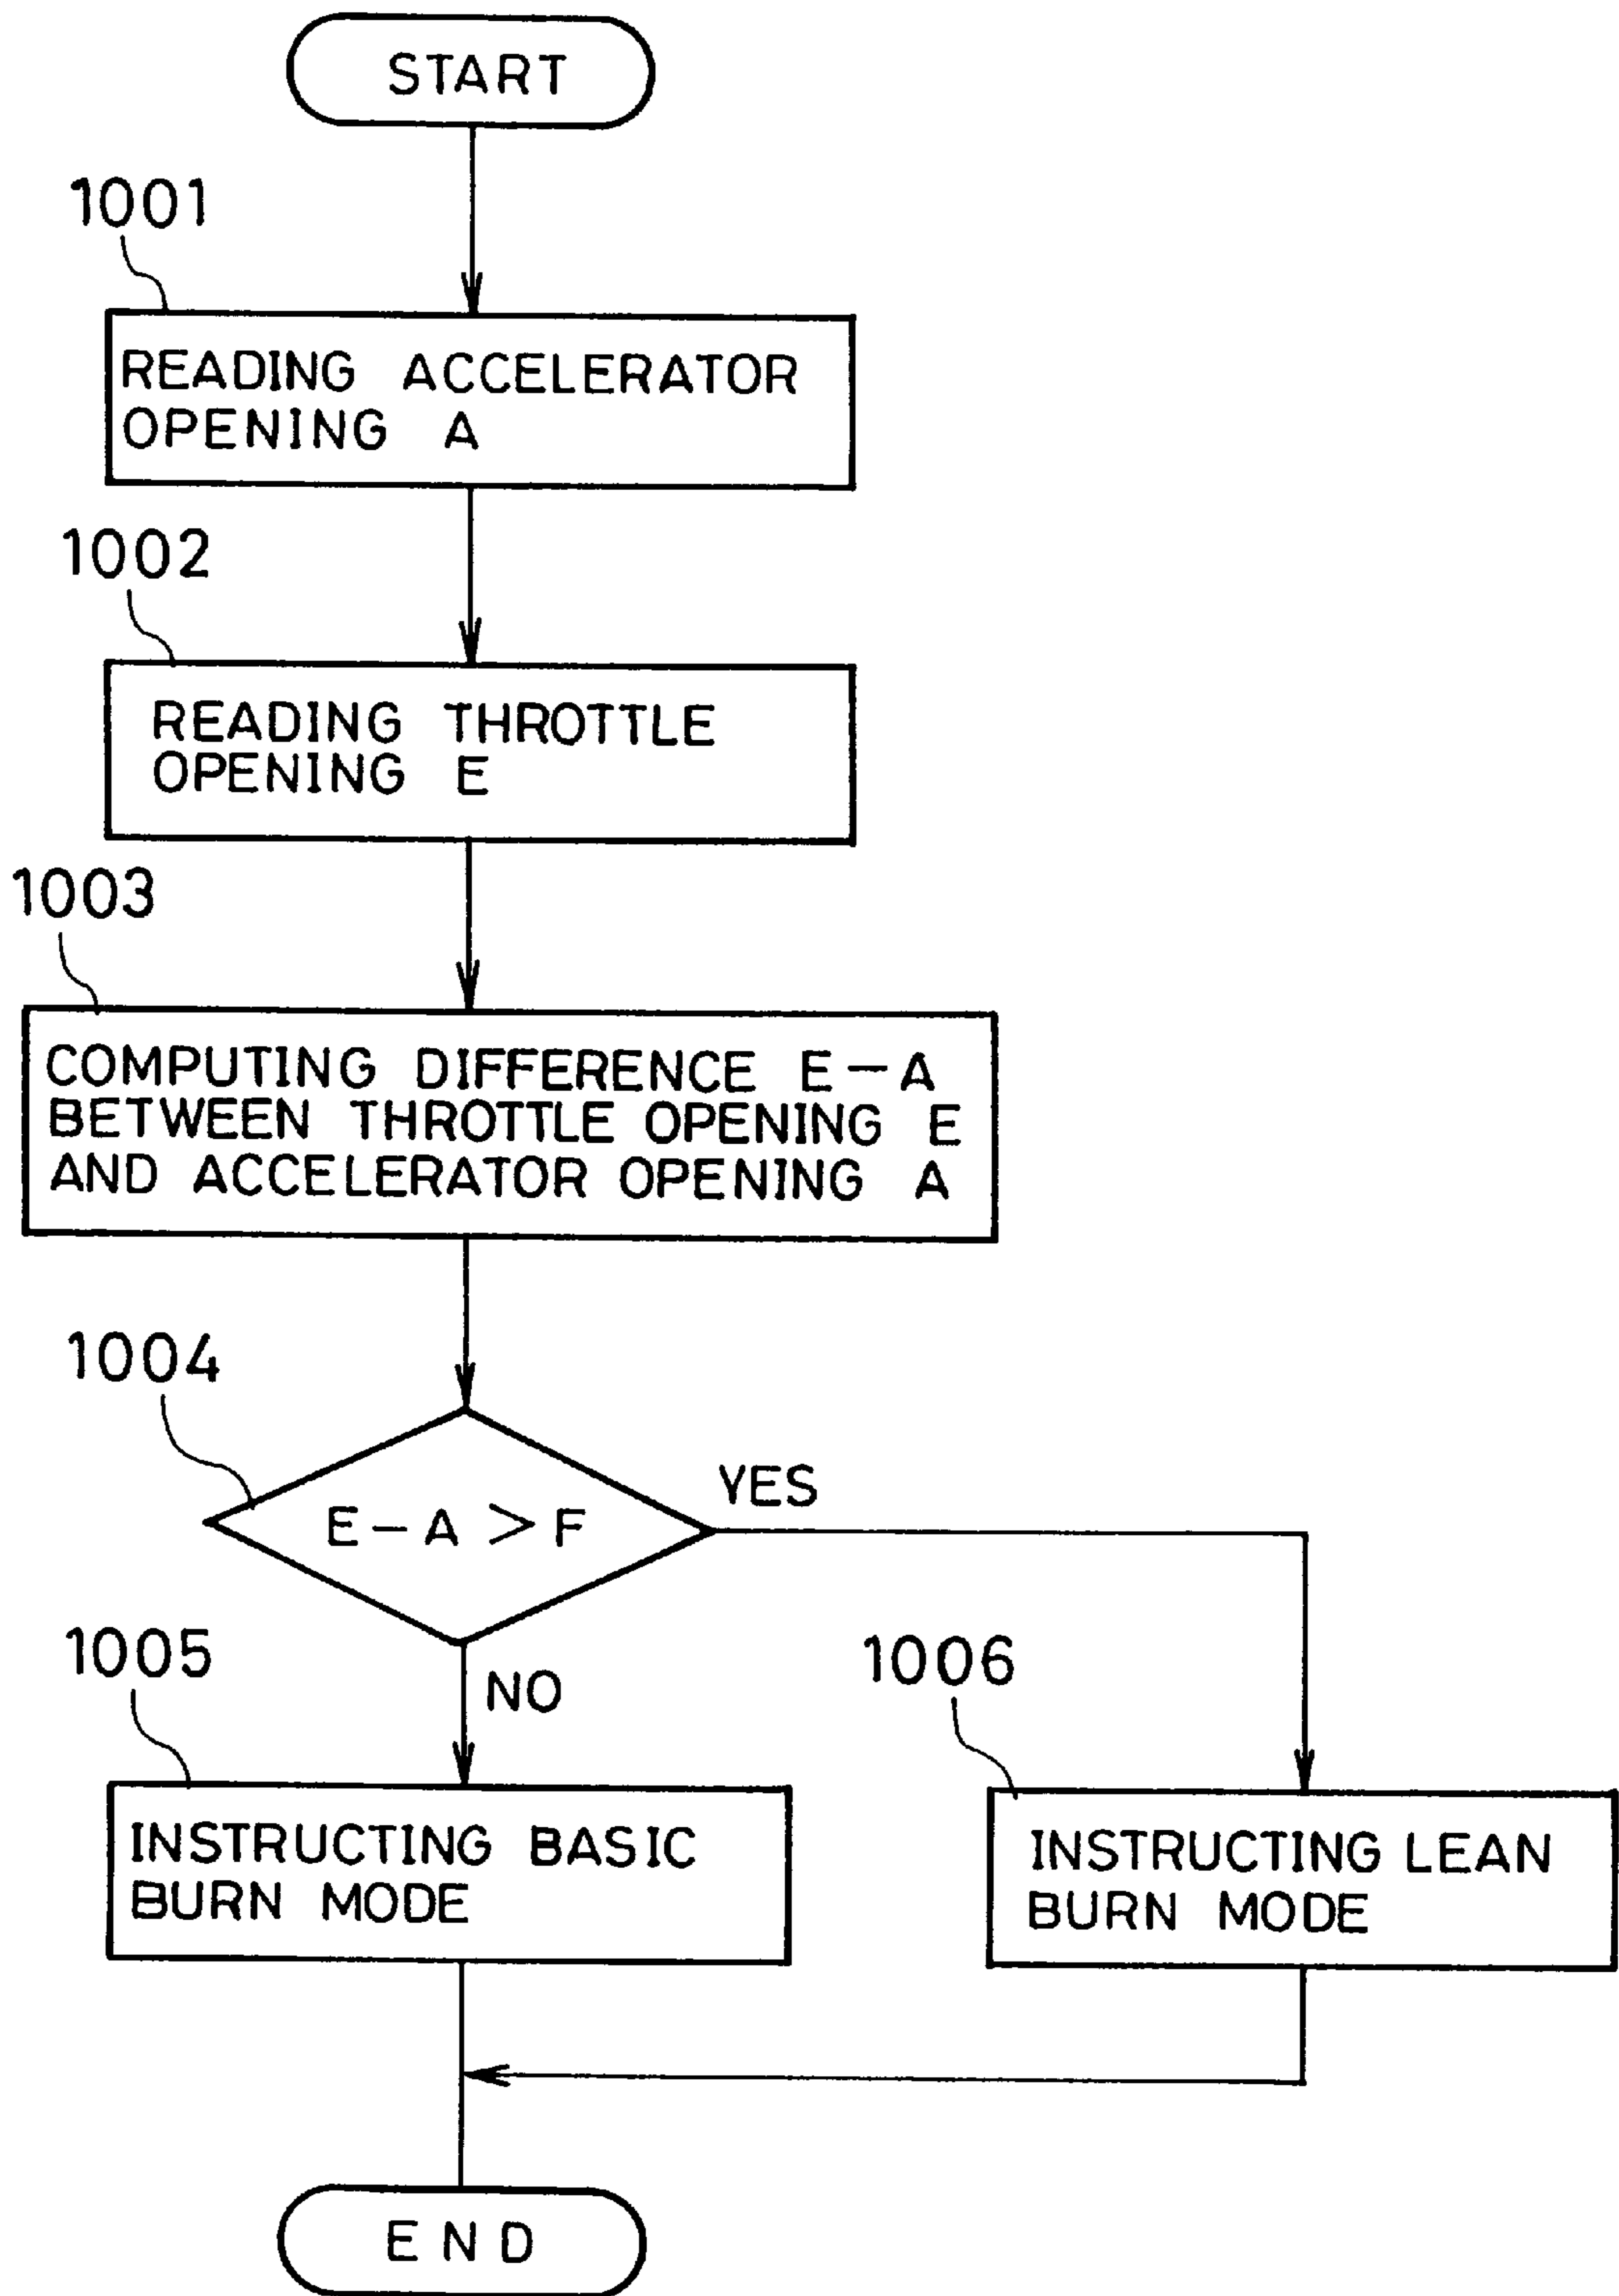 START
1001
READING ACCELERATOR
OPENING A
1002
READING THROTTLE
OPENING E
1003
COMPUTING DIFFERENCE E-A
BETWEEN THROTTLE OPENING E
AND ACCELERATOR OPENING A
1004
E-A>F
YES
NO
1005
INSTRUCTING BASIC
BURN MODE
1006
INSTRUCTING LEAN
BURN MODE
END